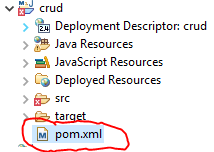 crud
Deployment Descriptor: crud
Java Resources
JavaScript Resources
Deployed Resources
src
target
pom.xml